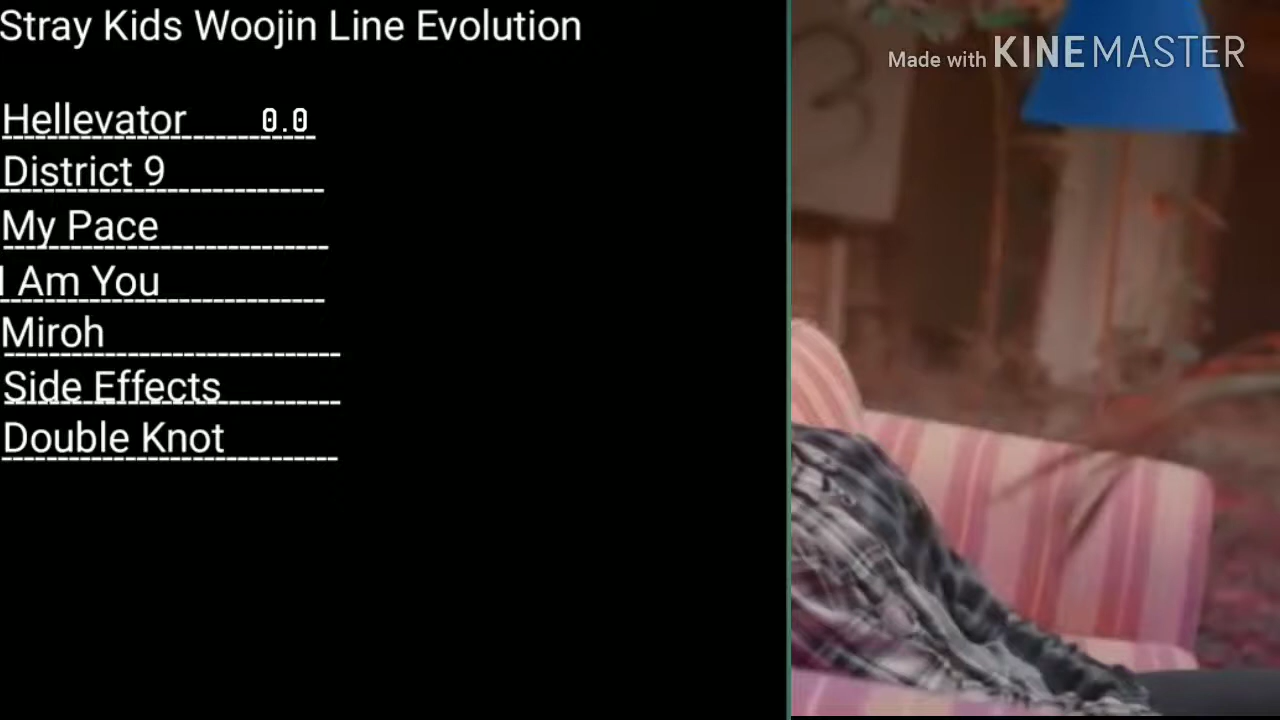 Stray Kids Woojin Line Evolution
Made with KINEMASTER
Hellevator 0.0
District 9
My Pace
I Am You
Miroh
Side Effects
Double Knot
3